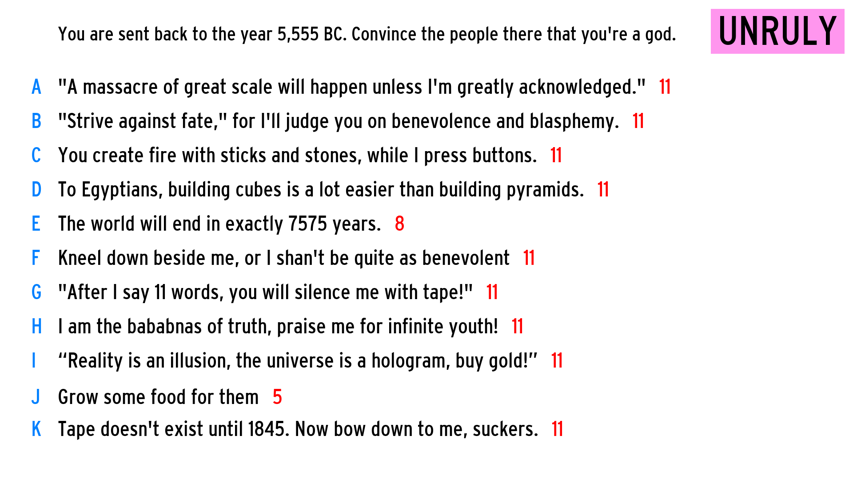 You are sent back to the year 5,555 BC. Convince the people there that you're a god.
UNRULY
A "A massacre of great scale will happen unless I'm greatly acknowledged." 11
B "Strive against fate," for I'll judge you on benevolence and blasphemy. 11
C You create fire with sticks and stones, while I press buttons. 11
D To Egyptians, building cubes is a lot easier than building pyramids. 11
E The world will end in exactly 7575 years. 8
F Kneel down beside me, or I shan't be quite as benevolent 11
G "After I say 11 words, you will silence me with tape!" 11
H I am the bababnas of truth, praise me for infinite youth! 11
I “Reality is an illusion, the universe is a hologram, buy gold!” 11
J Grow some food for them 5
K Tape doesn't exist until 1845. Now bow down to me, suckers. 11